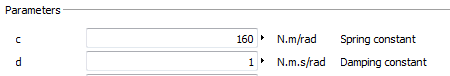 Parameters
c 160 N.m/rad Spring constant
d 1 N.m.s/rad Damping constant